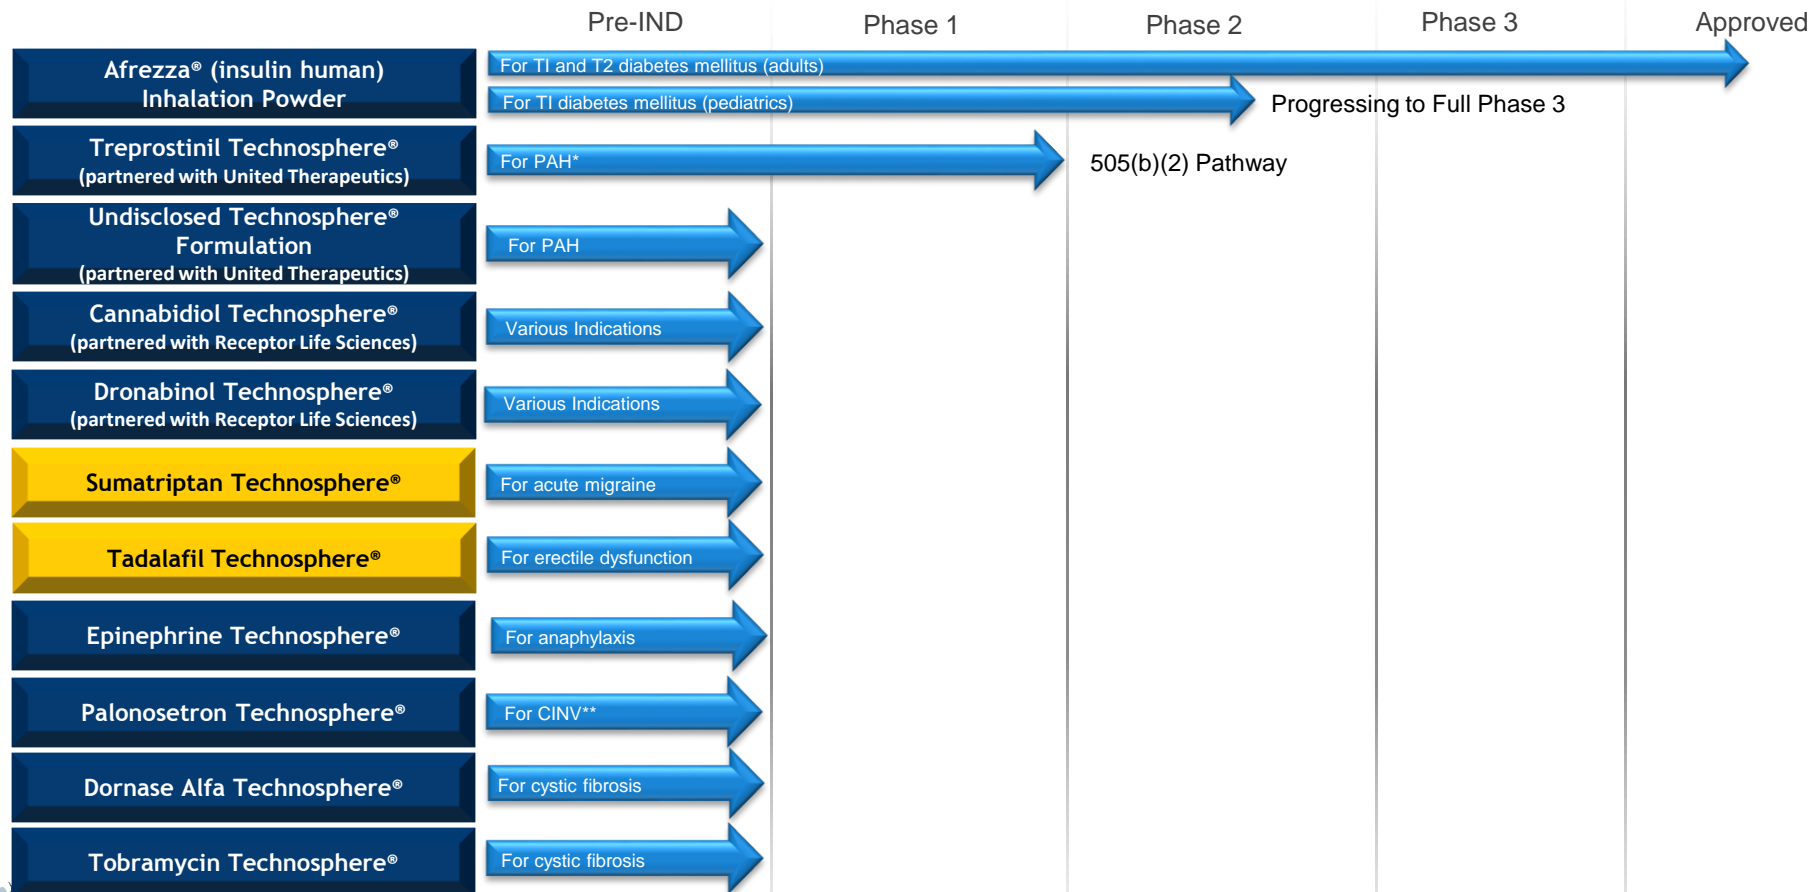 Pre-IND
Phase 1
Phase 2
Phase 3
Approved
Afrezza® (insulin human)
Inhalation Powder
For TI and T2 diabetes mellitus (adults)
For TI diabetes mellitus (pediatrics)
Progressing to Full Phase 3
Treprostinil Technosphere®
(partnered with United Therapeutics)
For PAH*
505(b)(2) Pathway
Undisclosed Technosphere®
Formulation
(partnered with United Therapeutics)
For PAH
Cannabidiol Technosphere®
(partnered with Receptor Life Sciences)
Various Indications
Dronabinol Technosphere®
(partnered with Receptor Life Sciences)
Various Indications
Sumatriptan Technosphere®
For acute migraine
Tadalafil Technosphere®
For erectile dysfunction
Epinephrine Technosphere®
For anaphylaxis
Palonosetron Technosphere®
For CINV**
Dornase Alfa Technosphere®
For cystic fibrosis
Tobramycin Technosphere®
For cystic fibrosis